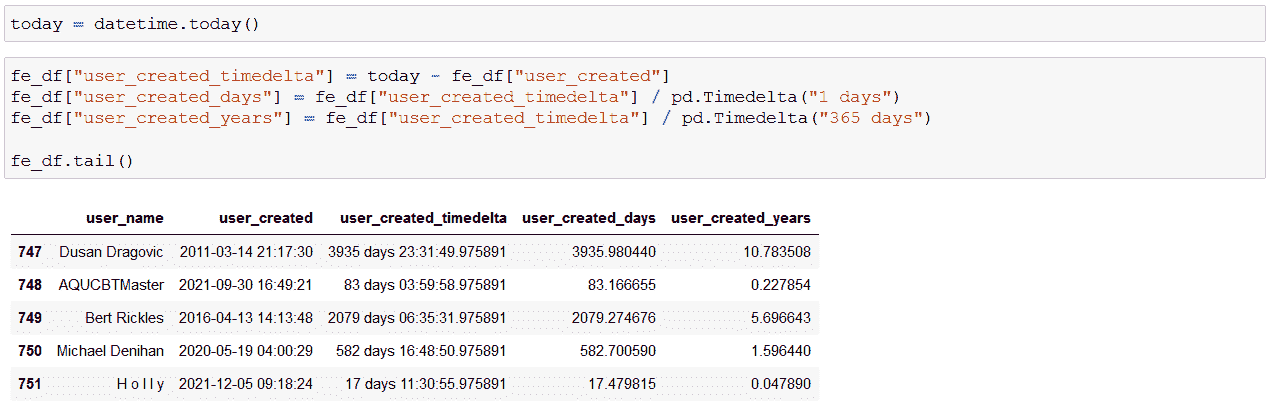 today = datetime.today()
fe_df["user_created_timedelta"] = today - fe_df["user_created"]
fe_df["user_created_days"] = fe_df["user_created_timedelta"] / pd.Timedelta("1 days")
fe_df["user_created_years"] = fe_df["user_created_timedelta"] / pd.Timedelta("365 days")
fe_df.tail()
user_name user_created user_created_timedelta user_created_days user_created_years
747 Dusan Dragovic 2011-03-14 21:17:30 3935 days 23:31:49.975891 3935.980440 10.783508
748 AQUCBTMaster 2021-09-30 16:49:21 83 days 03:59:58.975891 83.166655 0.227854
749 Bert Rickles 2016-04-13 14:13:48 2079 days 06:35:31.975891 2079.274676 5.696643
750 Michael Denihan 2020-05-19 04:00:29 582 days 16:48:50.975891 582.700590 1.596440
751 H o l l y 2021-12-05 09:18:24 17 days 11:30:55.975891 17.479815 0.047890